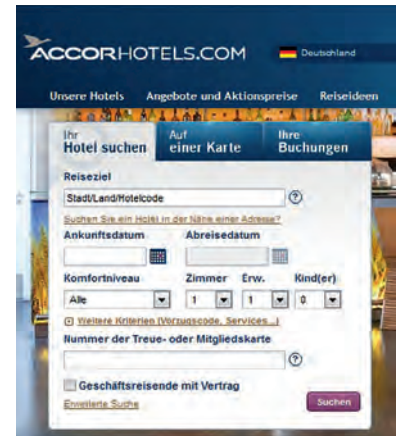 ACCORHOTELS.COM
Deutschland
Unsere Hotels Angebote und Aktionspreise Reiseideen
Ihr Hotel suchen
Auf einer Karte
Ihre Buchungen
Reiseziel
Stadt/Land/Hotelcode
?
Suchen Sie ein Hotel in der Nähe einer Adresse?
Ankunftsdatum Abreisedatum
Komfortniveau Zimmer Erw. Kind(er)
Alle 1 1 0
Weitere Kriterien (Vorzugscode, Services...)
Nummer der Treue- oder Mitgliedskarte
?
Geschäftsreisende mit Vertrag
Erweiterte Suche
Suchen